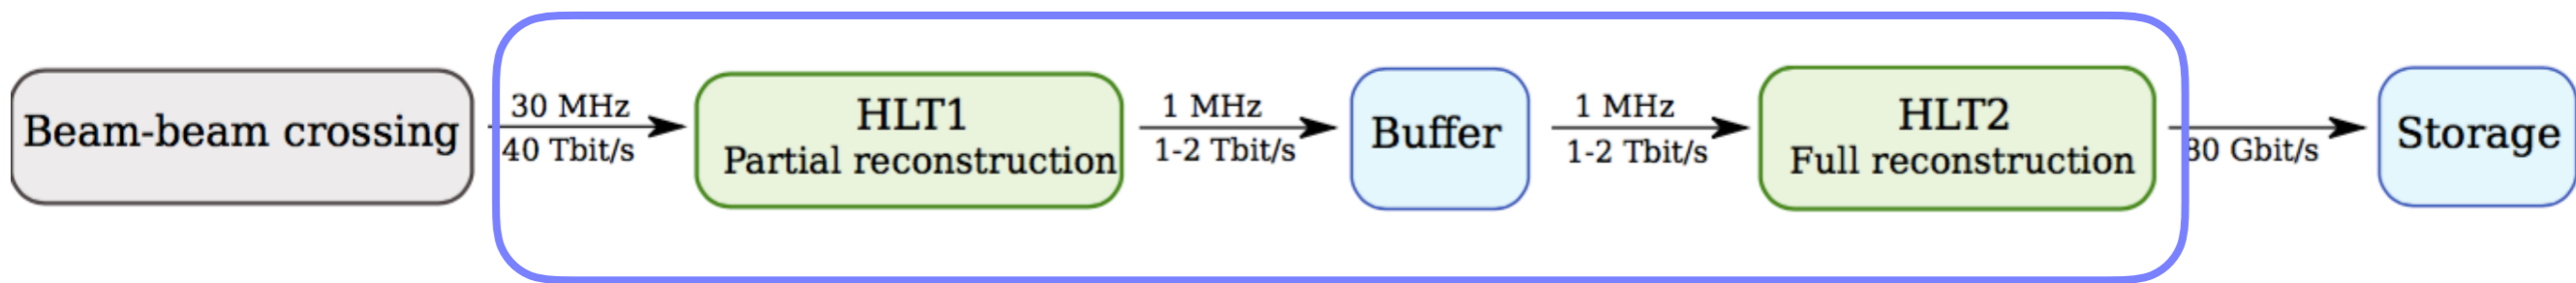 Beam-beam crossing
30 MHz
40 Tbit/s
HLT1
Partial reconstruction
1 MHz
1-2 Tbit/s
Buffer
1 MHz
1-2 Tbit/s
HLT2
Full reconstruction
80 Gbit/s
Storage